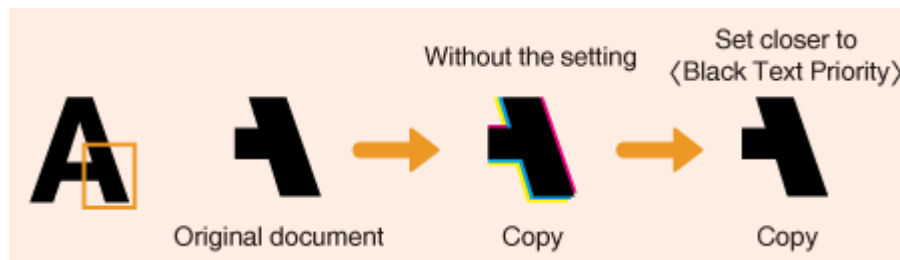 Without the setting
Set closer to
〈Black Text Priority〉
A
Original document
Copy
Copy